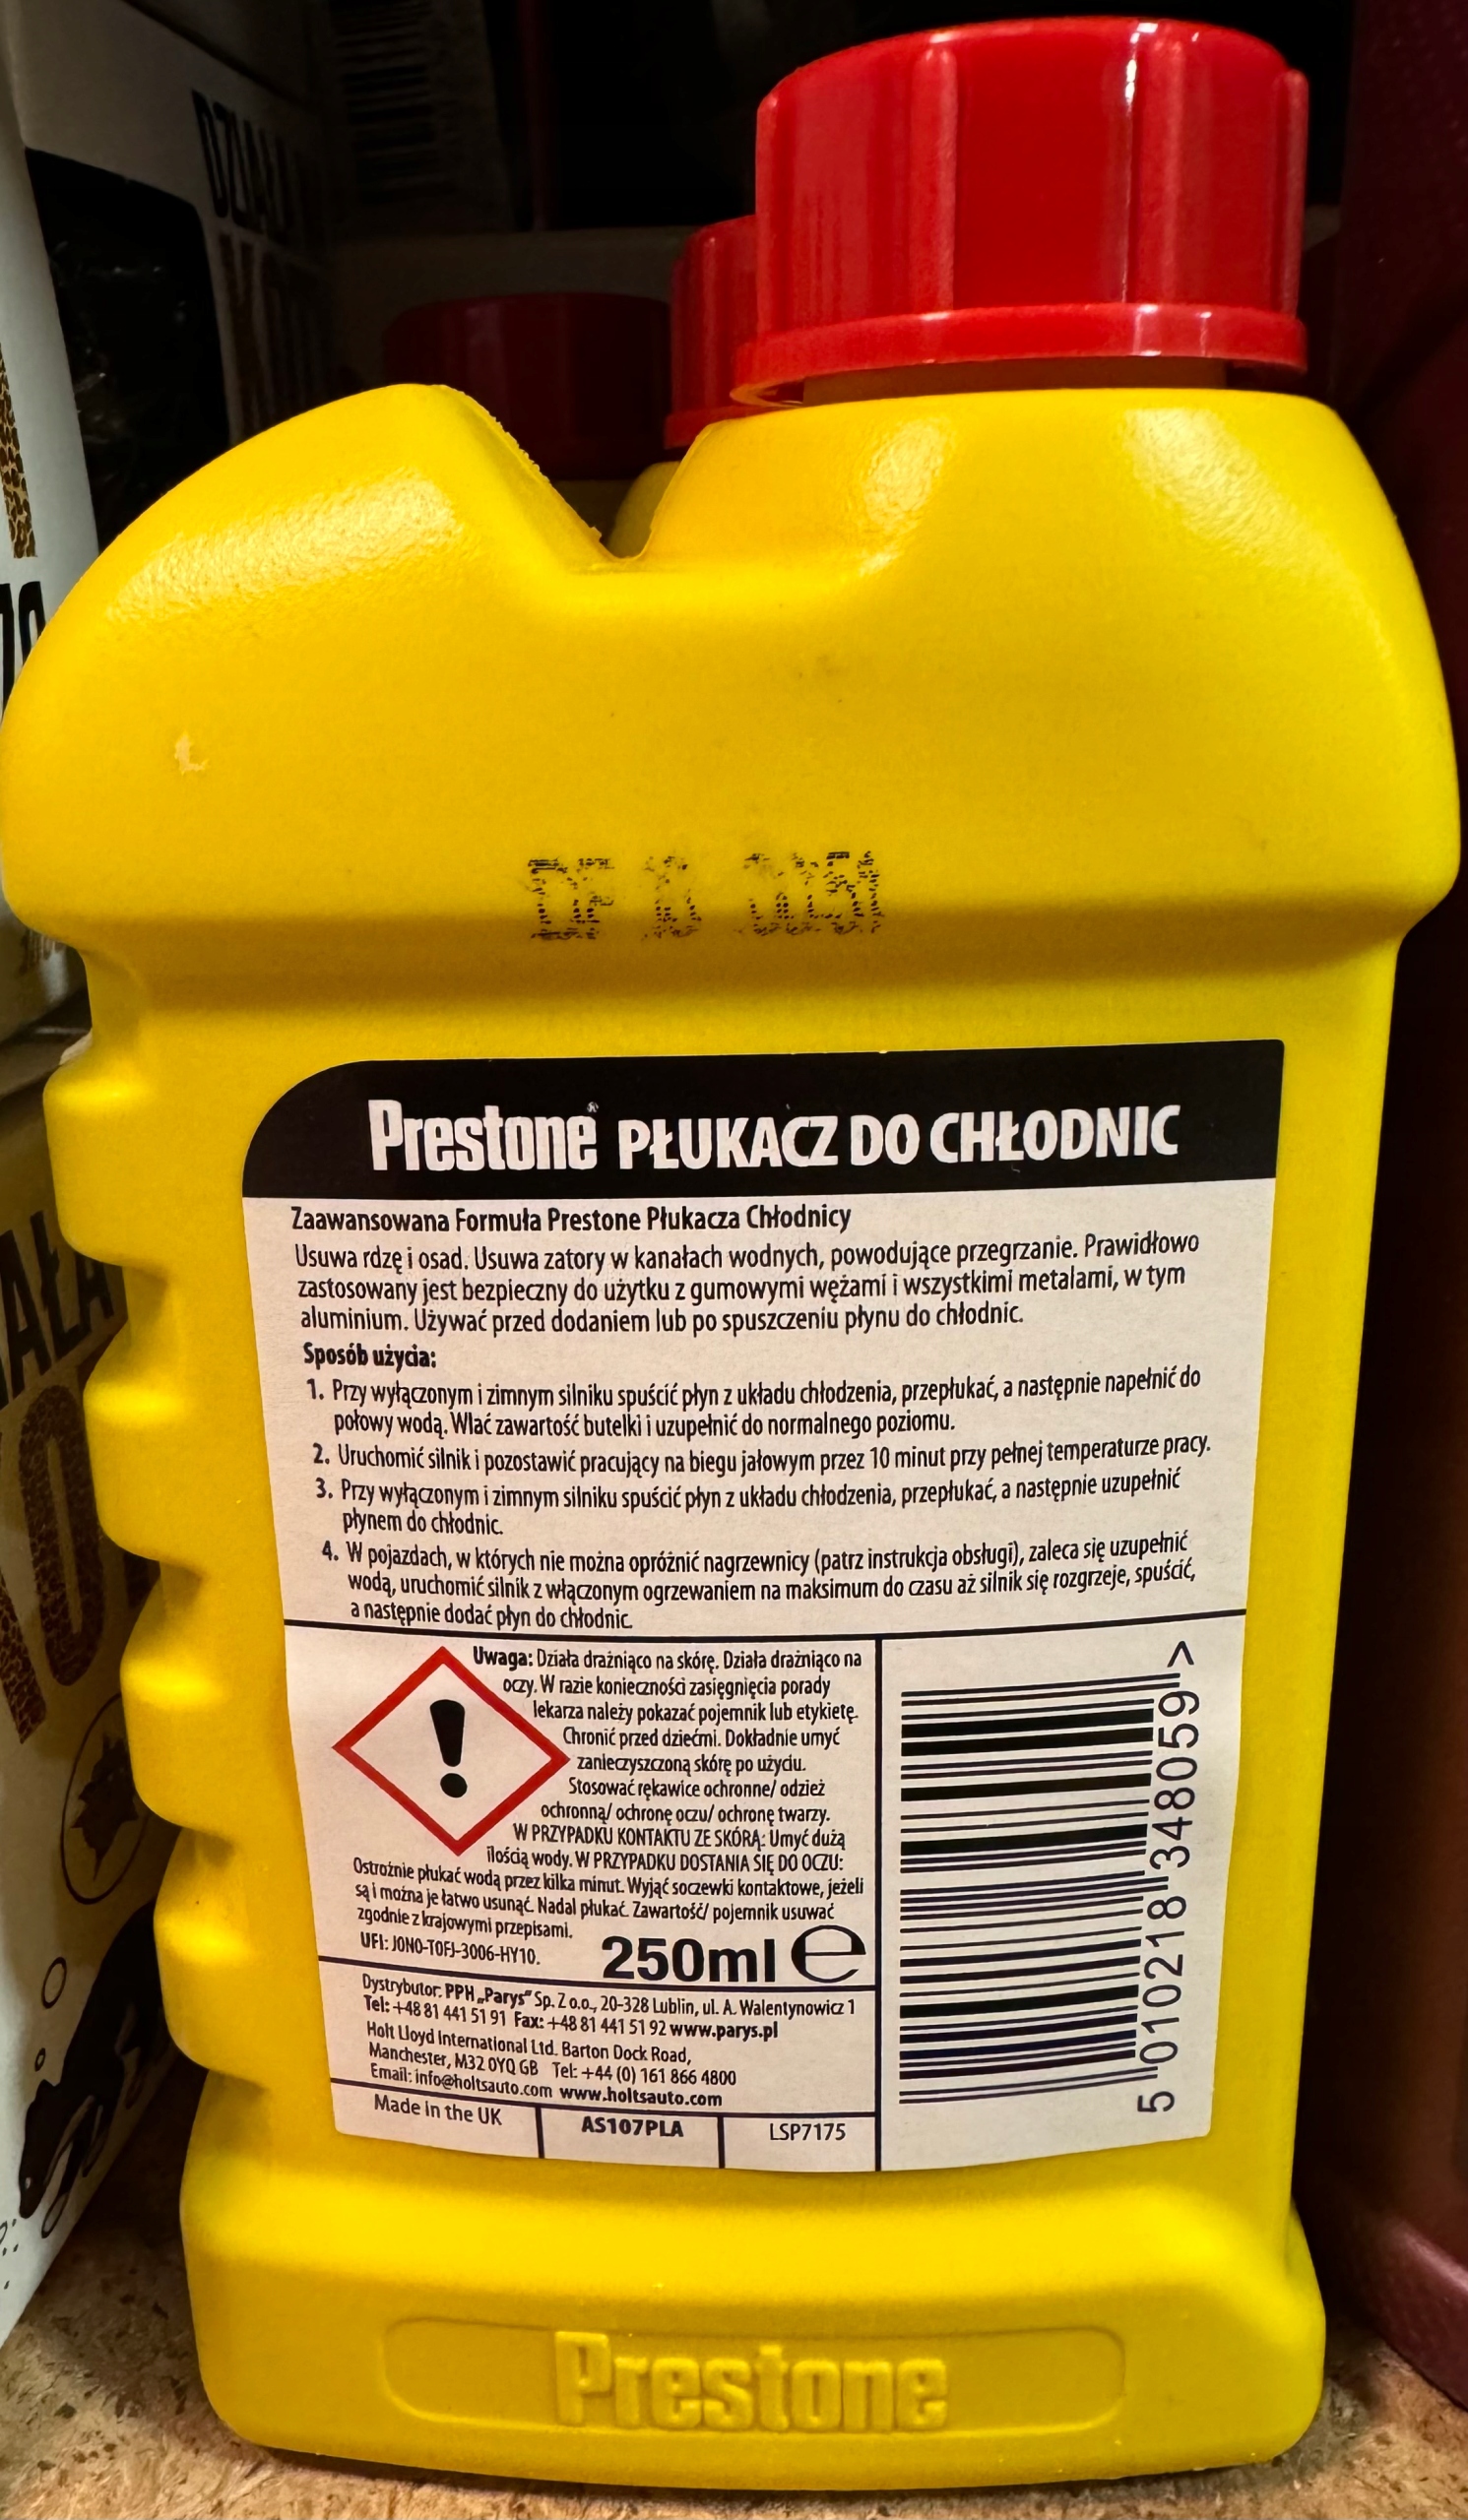 Prestone® PŁUKACZ DO CHŁODNIC
Zaawansowana Formuła Prestone Płukacza Chłodnicy
Usuwa rdzę i osad. Usuwa zatory w kanałach wodnych, powodujące przegrzanie. Prawidłowo
zastosowany jest bezpieczny do użytku z gumowymi wężami i wszystkimi metalami, w tym
aluminium. Używać przed dodaniem lub po spuszczeniu płynu do chłodnic.
Sposób użycia:
1. Przy wyłączonym i zimnym silniku spuścić płyn z układu chłodzenia, przepłukać, a następnie napełnić do
połowy wodą. Wlać zawartość butelki i uzupełnić do normalnego poziomu.
2. Uruchomić silnik i pozostawić pracujący na biegu jałowym przez 10 minut przy pełnej temperaturze pracy.
3. Przy wyłączonym i zimnym silniku spuścić płyn z układu chłodzenia, przepłukać, a następnie uzupełnić
płynem do chłodnic.
4. W pojazdach, w których nie można opróżnić nagrzewnicy (patrz instrukcja obsługi), zaleca się uzupełnić
wodą, uruchomić silnik z włączonym ogrzewaniem na maksimum do czasu aż silnik się rozgrzeje, spuścić,
a następnie dodać płyn do chłodnic.
Uwaga: Działa drażniąco na skórę. Działa drażniąco na
oczy. W razie konieczności zasięgnięcia porady
lekarza należy pokazać pojemnik lub etykietę.
Chronić przed dziećmi. Dokładnie umyć
zanieczyszczoną skórę po użyciu.
Stosować rękawice ochronne/ odzież
ochronną/ ochronę oczu/ ochronę twarzy.
W PRZYPADKU KONTAKTU ZE SKÓRĄ: Umyć dużą
ilością wody. W PRZYPADKU DOSTANIA SIĘ DO OCZU:
Ostrożnie płukać wodą przez kilka minut. Wyjąć soczewki kontaktowe, jeżeli
są i można je łatwo usunąć. Nadal płukać. Zawartość/ pojemnik usuwać
zgodnie z krajowymi przepisami.
UFI: J0N0-T0FJ-3006-HY10.
250ml e
Dystrybutor: PPH „Parys" Sp. Z o.o., 20-328 Lublin, ul. A. Walentynowicz 1
Tel: +48 81 441 51 91 Fax: +48 81 441 51 92 www.parys.pl
Holt Lloyd International Ltd. Barton Dock Road,
Manchester, M32 0YQ GB Tel: +44 (0) 161 866 4800
Email: info@holtsauto.com www.holtsauto.com
Made in the UK
AS107PLA
LSP7175
5 010218 348059 >
Prestone